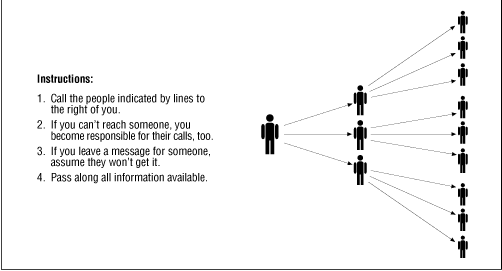 Instructions:
1. Call the people indicated by lines to
the right of you.
2. If you can't reach someone, you
become responsible for their calls, too.
3. If you leave a message for someone,
assume they won't get it.
4. Pass along all information available.